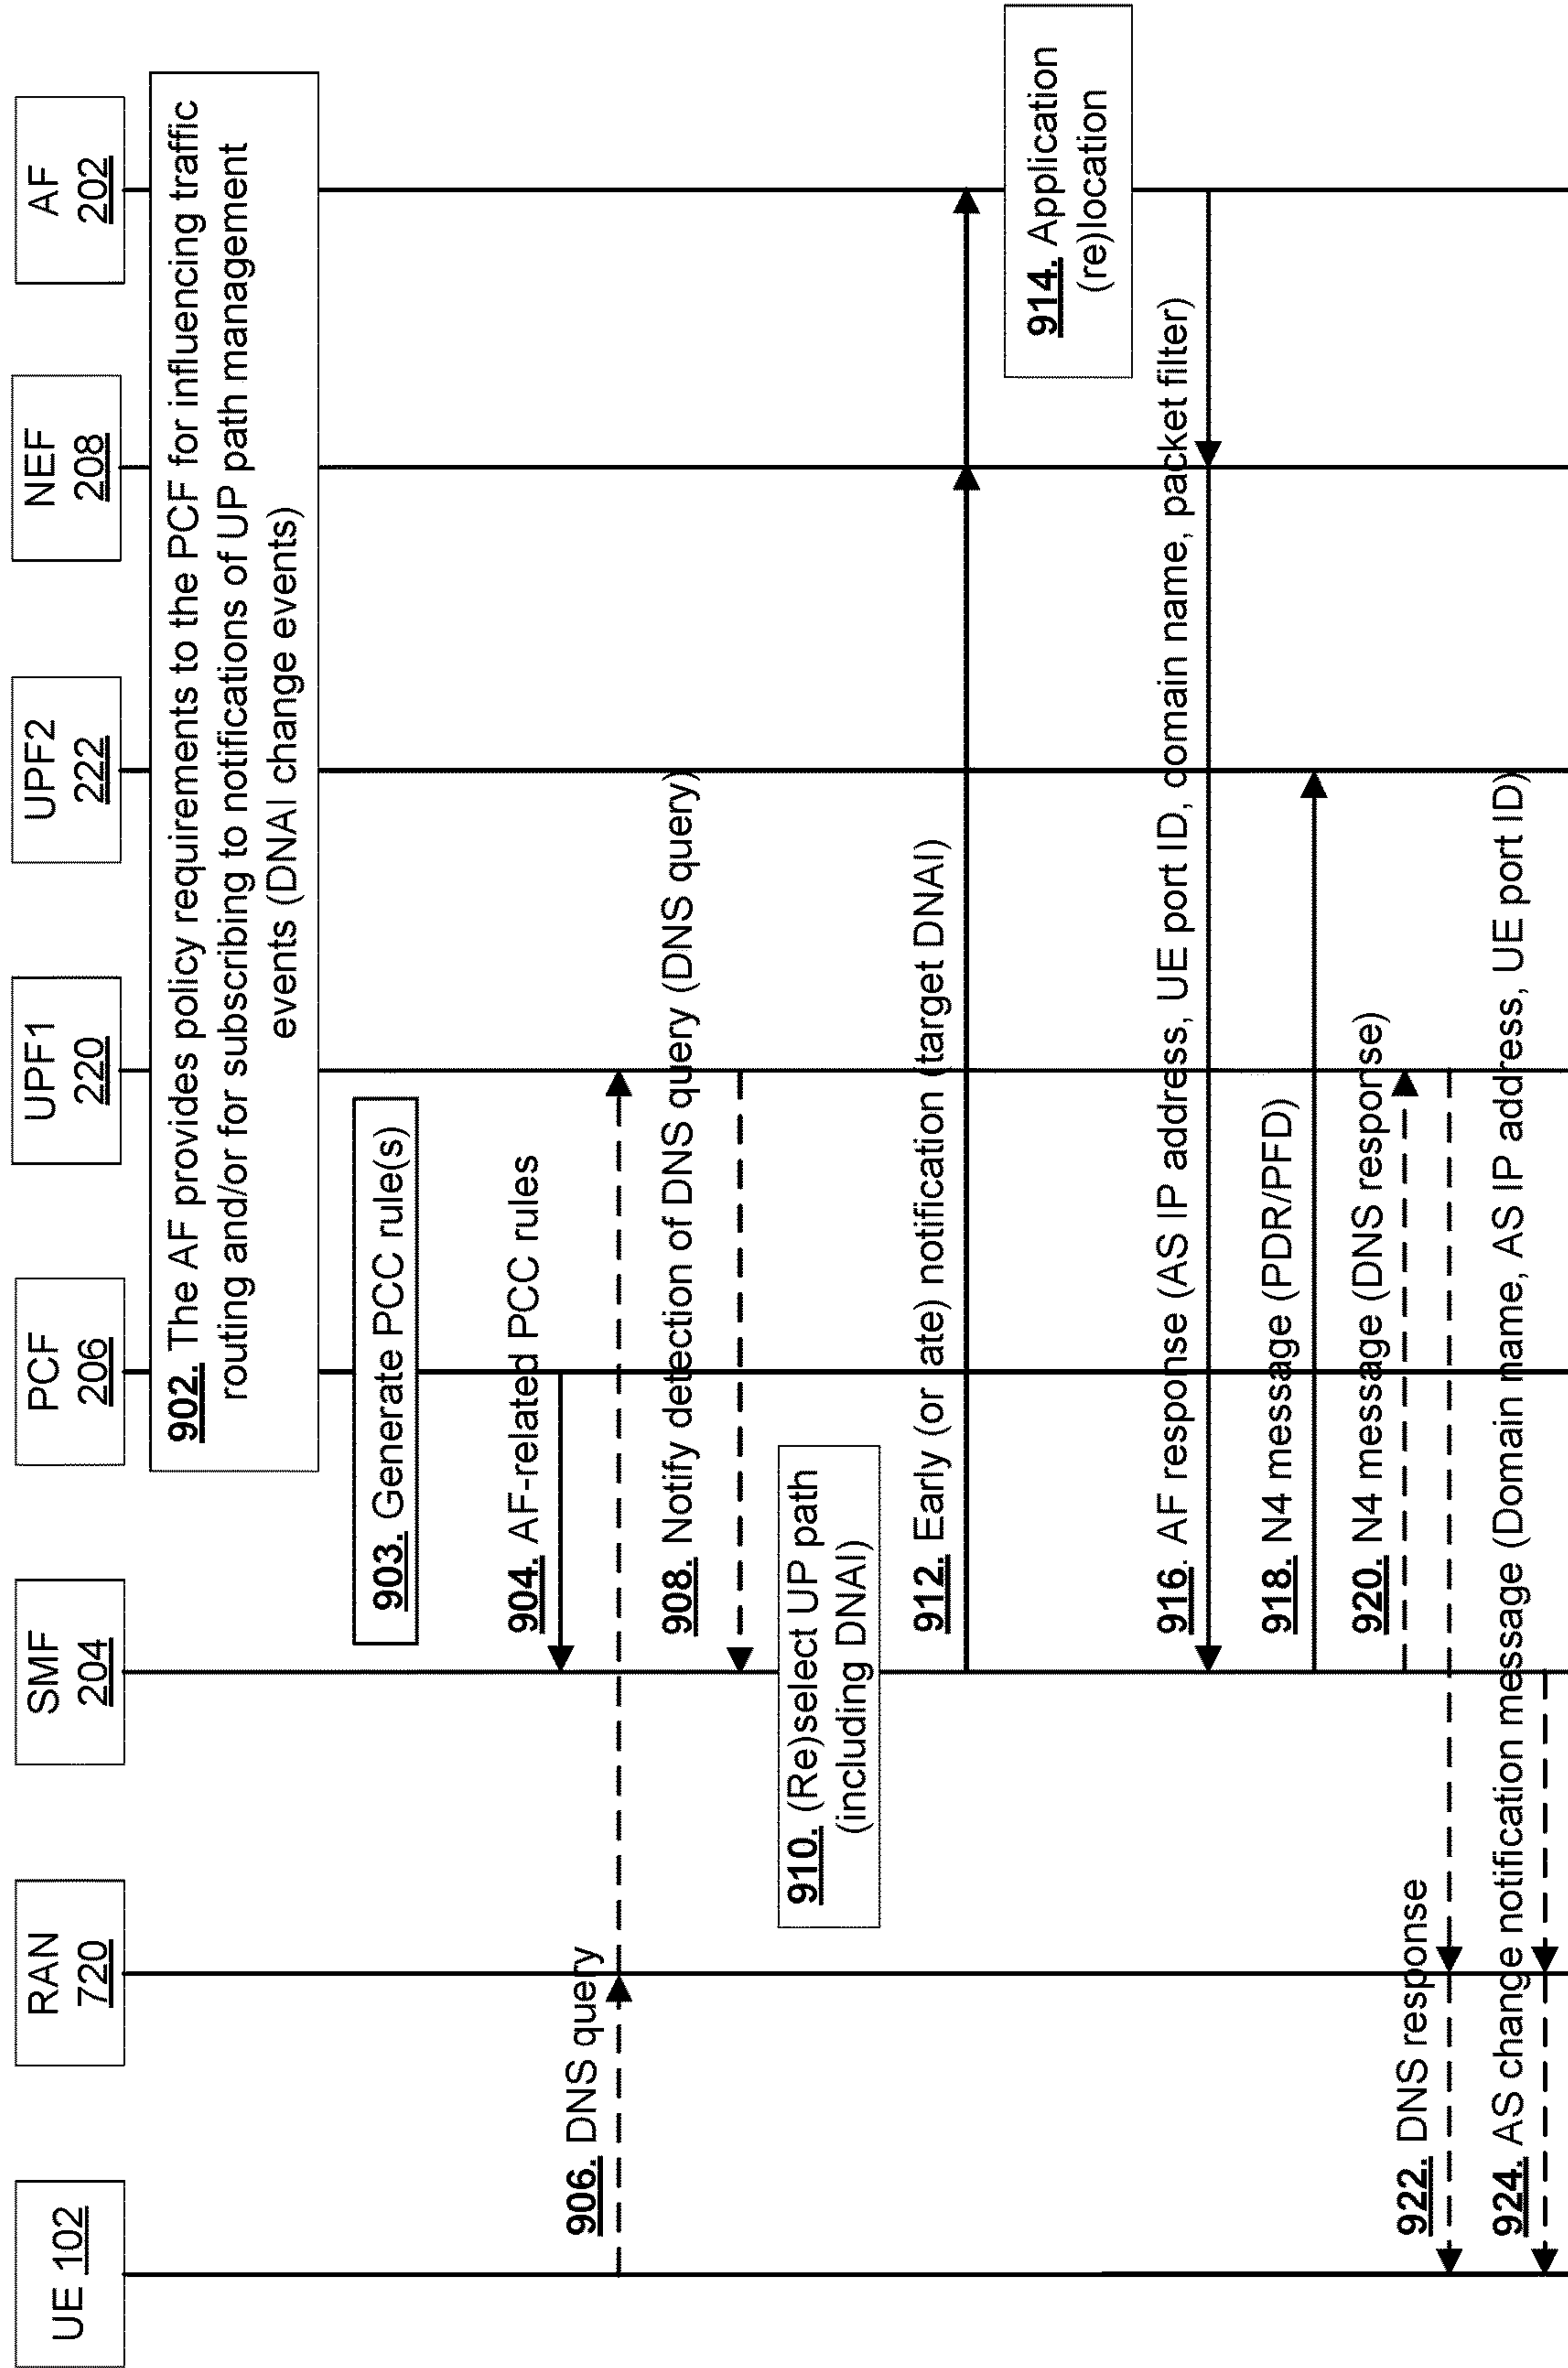 UE 102
RAN
720
SMF
204
PCF
206
UPF1
220
UPF2
222
NEF
208
AF
202
902. The AF provides policy requirements to the PCF for influencing traffic
routing and/or for subscribing to notifications of UP path management
events (DNAI change events)
903. Generate PCC rule(s)
904. AF-related PCC rules
906. DNS query
908. Notify detection of DNS query (DNS query)
910. (Re)select UP path
(including DNAI)
912. Early (or ate) notification (target DNAI)
914. Application
(re)location
916. AF response (AS IP address, UE port ID, domain name, packet filter)
918. N4 message (PDR/PFD)
920. N4 message (DNS response)
922. DNS response
924. AS change notification message (Domain name, AS IP address, UE port ID)